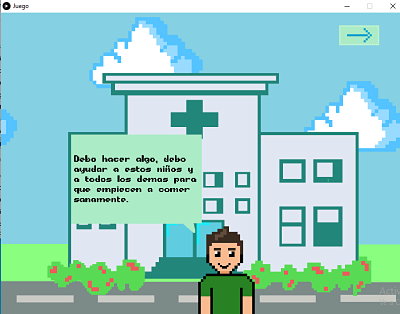 Juego
Debo hacer algo, debo
ayudar a estos niños y
a todos los demas para
que empiecen a comer
sanamente.